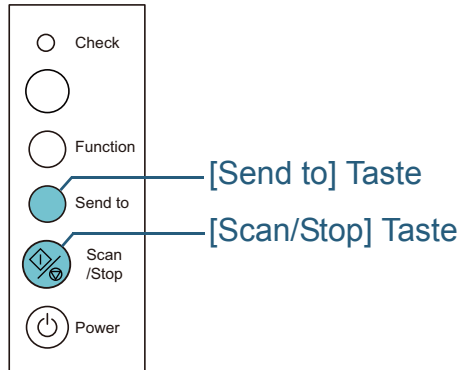 Check
Function
[Send to] Taste
Send to
[Scan/Stop] Taste
Scan
/Stop
Power